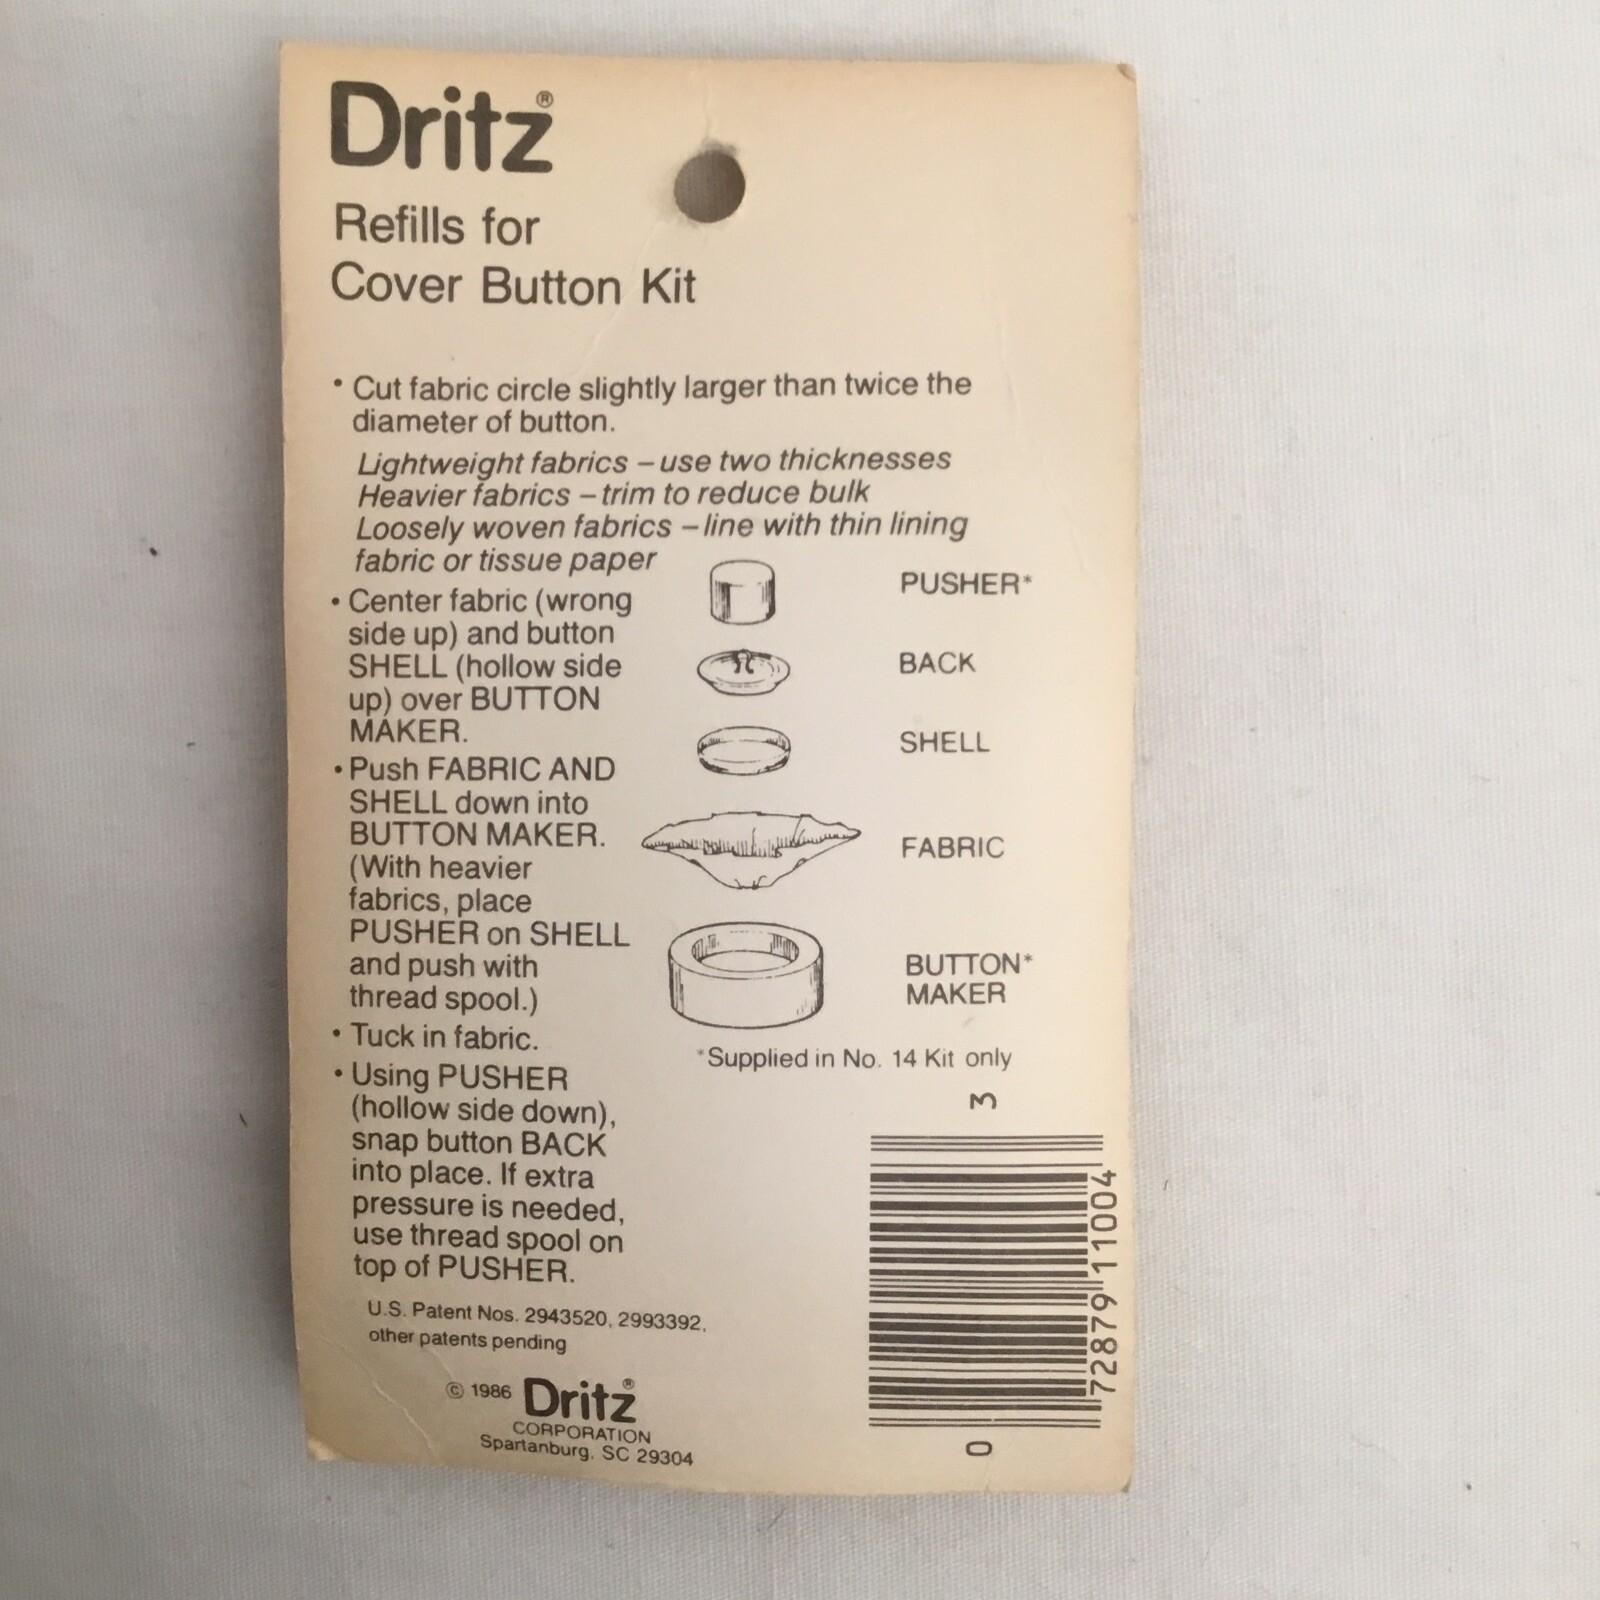 Dritz®
Refills for
Cover Button Kit
• Cut fabric circle slightly larger than twice the
diameter of button.
Lightweight fabrics – use two thicknesses
Heavier fabrics – trim to reduce bulk
Loosely woven fabrics – line with thin lining
fabric or tissue paper
• Center fabric (wrong
side up) and button
SHELL (hollow side
up) over BUTTON
MAKER.
• Push FABRIC AND
SHELL down into
BUTTON MAKER.
(With heavier
fabrics, place
PUSHER on SHELL
and push with
thread spool.)
• Tuck in fabric.
• Using PUSHER
(hollow side down),
snap button BACK
into place. If extra
pressure is needed,
use thread spool on
top of PUSHER.
PUSHER*
BACK
SHELL
FABRIC
BUTTON*
MAKER
*Supplied in No. 14 Kit only
U.S. Patent Nos. 2943520, 2993392,
other patents pending
© 1986 Dritz®
CORPORATION
Spartanburg, SC 29304
0 72879 11004 3